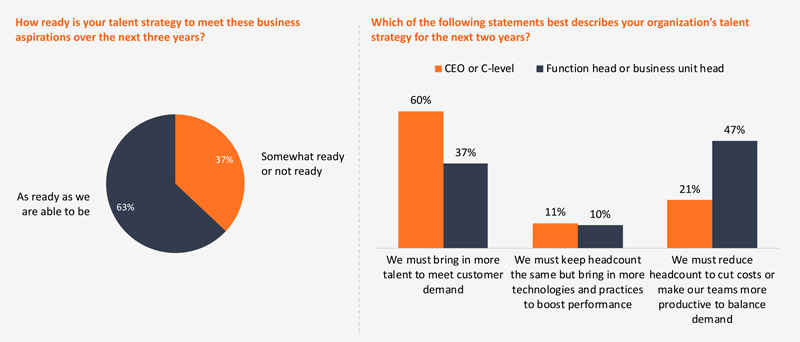 How ready is your talent strategy to meet these business
aspirations over the next three years?
37%
Somewhat ready
or not ready
As ready as we
are able to be
63%
Which of the following statements best describes your organization’s talent
strategy for the next two years?
CEO or C-level
Function head or business unit head
60%
37%
11%
10%
21%
47%
We must bring in more
talent to meet customer
demand
We must keep headcount
the same but bring in more
technologies and practices
to boost performance
We must reduce
headcount to cut costs or
make our teams more
productive to balance
demand